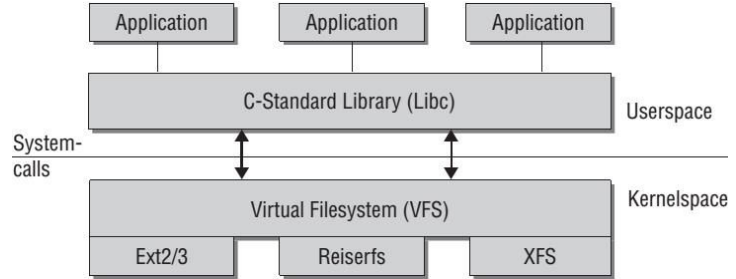 Application
Application
Application
C-Standard Library (Libc)
Userspace
System-
calls
Kernelspace
Virtual Filesystem (VFS)
Ext2/3
Reiserfs
XFS